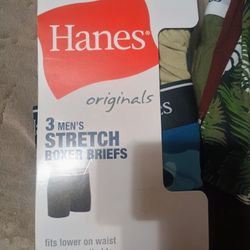 Hanes®
originals
3 MEN'S
STRETCH
BOXER BRIEFS
fits lower on waist